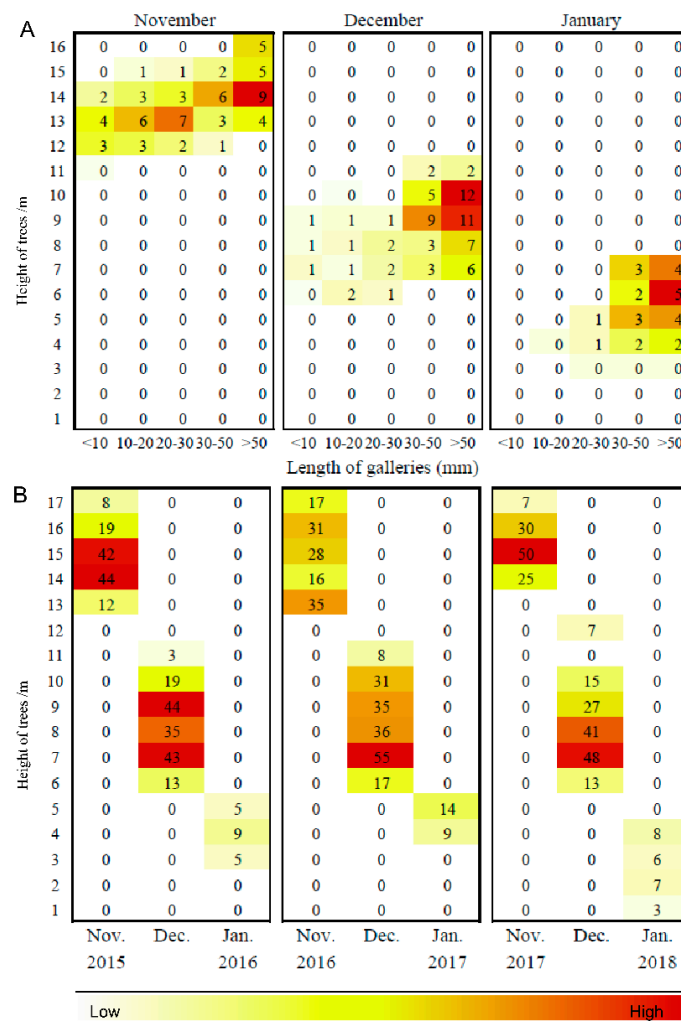 A
November December January
16 0 0 0 0 5 0 0 0 0 0 0 0 0 0 0
15 0 1 1 2 5 0 0 0 0 0 0 0 0 0 0
14 2 3 3 6 9 0 0 0 0 0 0 0 0 0 0
13 4 6 7 3 4 0 0 0 0 0 0 0 0 0 0
12 3 3 2 1 0 0 0 0 0 0 0 0 0 0 0
11 0 0 0 0 0 0 0 0 2 2 0 0 0 0 0
10 0 0 0 0 0 0 0 0 5 12 0 0 0 0 0
9 0 0 0 0 0 1 1 1 9 11 0 0 0 0 0
8 0 0 0 0 0 1 1 2 3 7 0 0 0 0 0
7 0 0 0 0 0 1 1 2 3 6 0 0 0 3 4
6 0 0 0 0 0 0 2 1 0 0 0 0 0 2 5
5 0 0 0 0 0 0 0 0 0 0 0 0 1 3 4
4 0 0 0 0 0 0 0 0 0 0 0 0 1 2 2
3 0 0 0 0 0 0 0 0 0 0 0 0 0 0 0
2 0 0 0 0 0 0 0 0 0 0 0 0 0 0 0
1 0 0 0 0 0 0 0 0 0 0 0 0 0 0 0
Height of trees /m
<10 10-20 20-30 30-50 >50 <10 10-20 20-30 30-50 >50 <10 10-20 20-30 30-50 >50
Length of galleries (mm)
B
17 8 0 0 17 0 0 7 0 0
16 19 0 0 31 0 0 30 0 0
15 42 0 0 28 0 0 50 0 0
14 44 0 0 16 0 0 25 0 0
13 12 0 0 35 0 0 0 0 0
12 0 0 0 0 0 0 0 7 0
11 0 3 0 0 8 0 0 0 0
10 0 19 0 0 31 0 0 15 0
9 0 44 0 0 35 0 0 27 0
8 0 35 0 0 36 0 0 41 0
7 0 43 0 0 55 0 0 48 0
6 0 13 0 0 17 0 0 13 0
5 0 0 5 0 0 14 0 0 0
4 0 0 9 0 0 9 0 0 8
3 0 0 5 0 0 0 0 0 6
2 0 0 0 0 0 0 0 0 7
1 0 0 0 0 0 0 0 0 3
Height of trees /m
Nov. Dec. Jan. Nov. Dec. Jan. Nov. Dec. Jan.
2015 2016 2016 2017 2017 2018
Low High